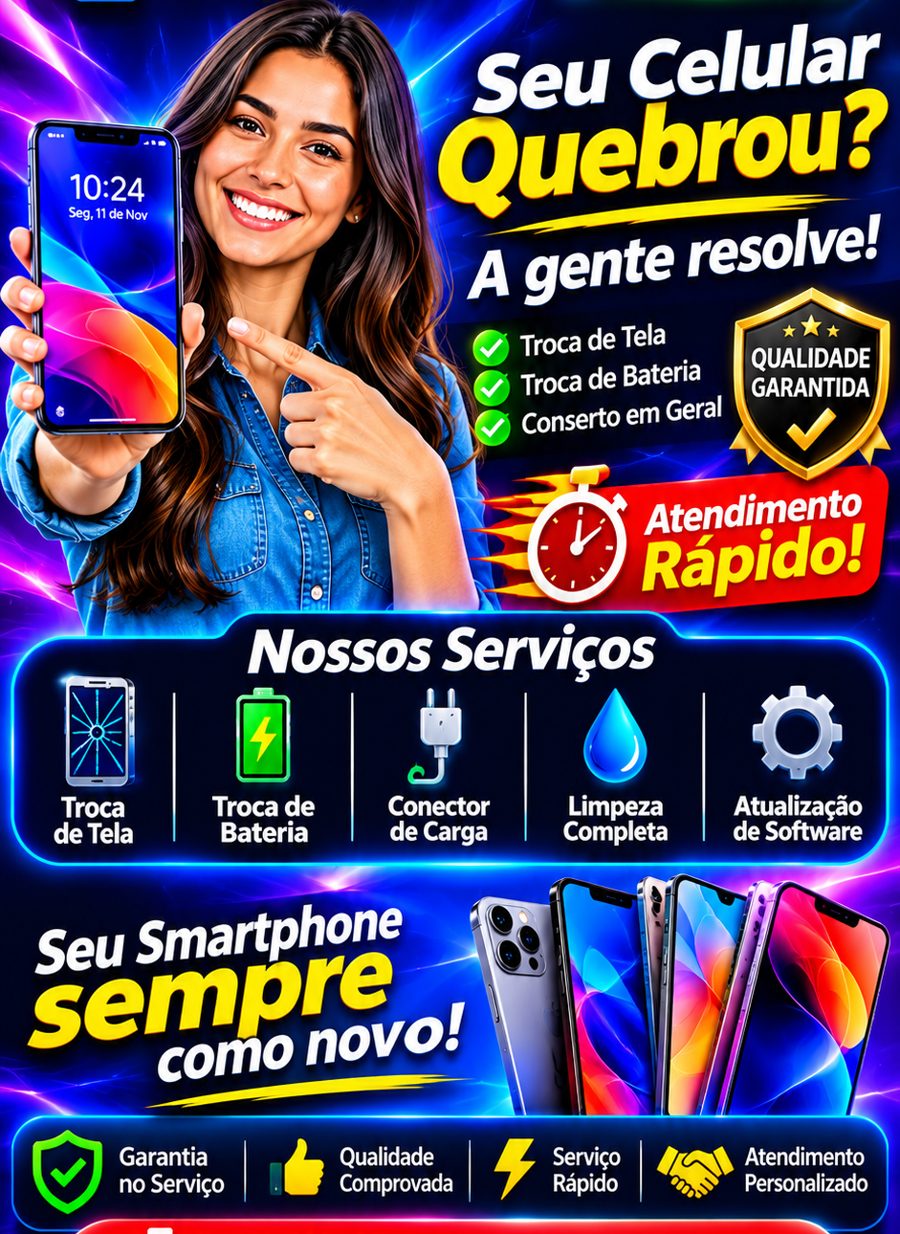 Seu Celular
Quebrou?
A gente resolve!
10:24
Seg, 11 de Nov
Troca de Tela
Troca de Bateria
Conserto em Geral
QUALIDADE
GARANTIDA
Atendimento
Rápido!
Nossos Serviços
Troca
de Tela
Troca de
Bateria
Conector
de Carga
Limpeza
Completa
Atualização
de Software
Seu Smartphone
sempre
como novo!
Garantia
no Serviço
Qualidade
Comprovada
Serviço
Rápido
Atendimento
Personalizado